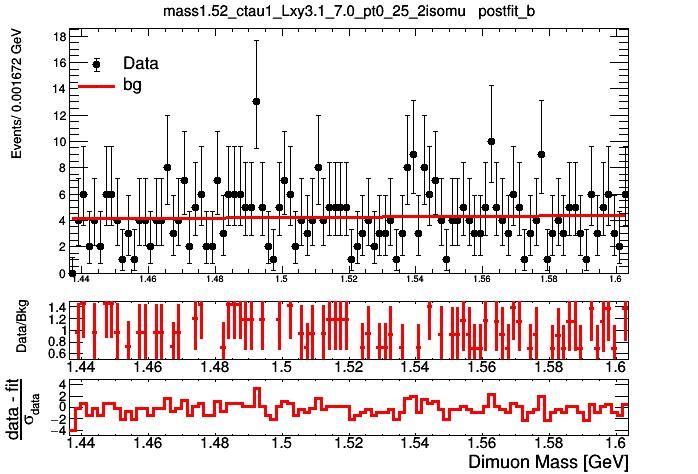 mass1.52_ctau1_Lxy3.1_7.0_pt0_25_2isomu postfit_b
Events/ 0.001672 GeV
18
16
14
12
10
8
6
4
2
0
Data
bg
1.44 1.46 1.48 1.5 1.52 1.54 1.56 1.58 1.6
Data/Bkg
1.4
1.2
1
0.8
0.6
1.44 1.46 1.48 1.5 1.52 1.54 1.56 1.58 1.6
data - fit
σdata
4
2
0
−2
−4
1.44 1.46 1.48 1.5 1.52 1.54 1.56 1.58 1.6
Dimuon Mass [GeV]